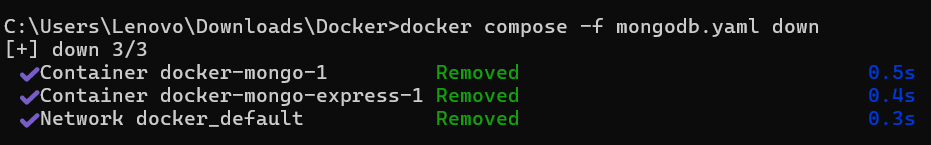 C:\Users\Lenovo\Downloads\Docker>docker compose -f mongodb.yaml down
[+] down 3/3
✔Container docker-mongo-1 Removed 0.5s
✔Container docker-mongo-express-1 Removed 0.4s
✔Network docker_default Removed 0.3s